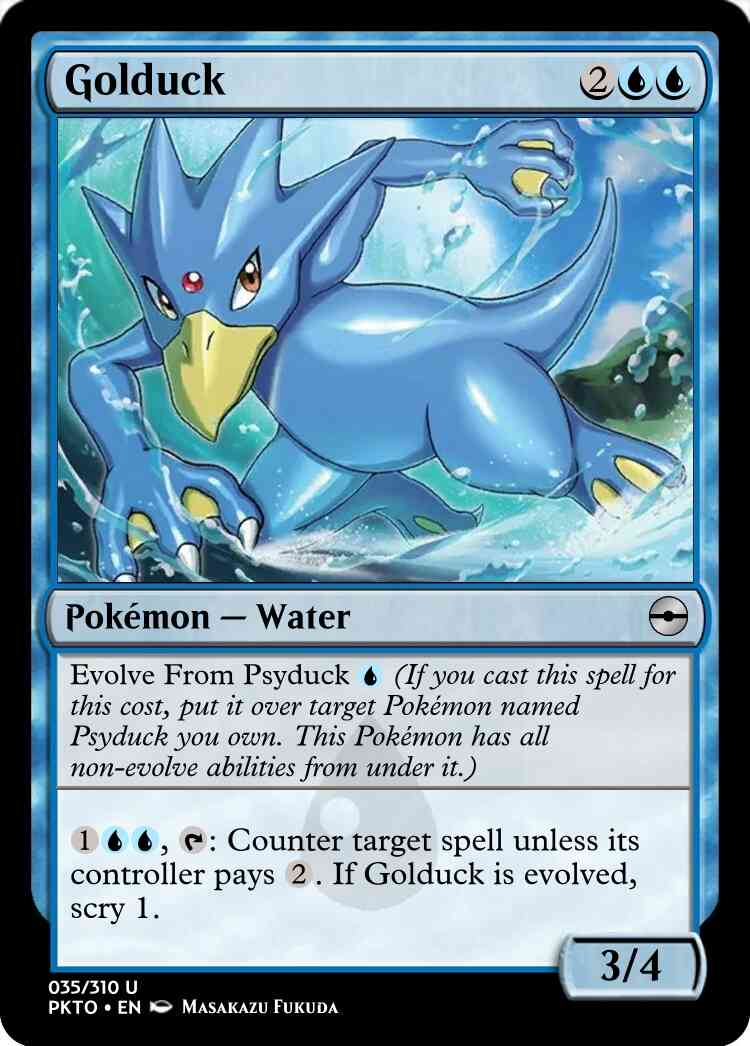 Golduck 2
Pokémon — Water
Evolve From Psyduck (If you cast this spell for
this cost, put it over target Pokémon named
Psyduck you own. This Pokémon has all
non-evolve abilities from under it.)
1 , : Counter target spell unless its
controller pays 2. If Golduck is evolved,
scry 1.
3/4
035/310 U
PKTO • EN Masakazu Fukuda